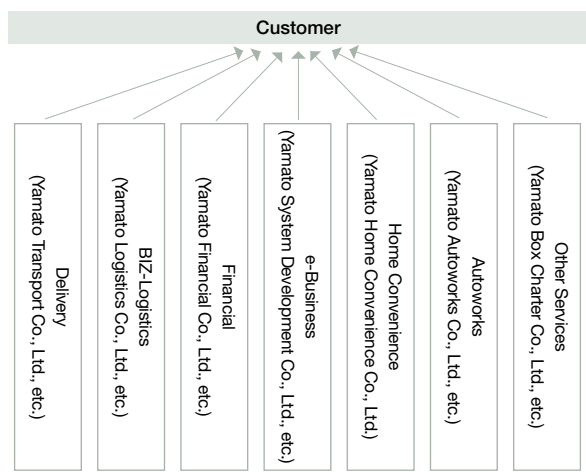 Customer
Delivery
(Yamato Transport Co., Ltd., etc.)
BIZ-Logistics
(Yamato Logistics Co., Ltd., etc.)
Financial
(Yamato Financial Co., Ltd., etc.)
e-Business
(Yamato System Development Co., Ltd., etc.)
Home Convenience
(Yamato Home Convenience Co., Ltd.)
Autoworks
(Yamato Autoworks Co., Ltd., etc.)
Other Services
(Yamato Box Charter Co., Ltd., etc.)